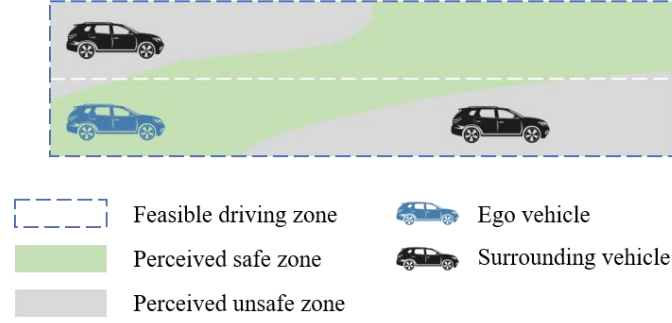 Feasible driving zone
Ego vehicle
Perceived safe zone
Surrounding vehicle
Perceived unsafe zone